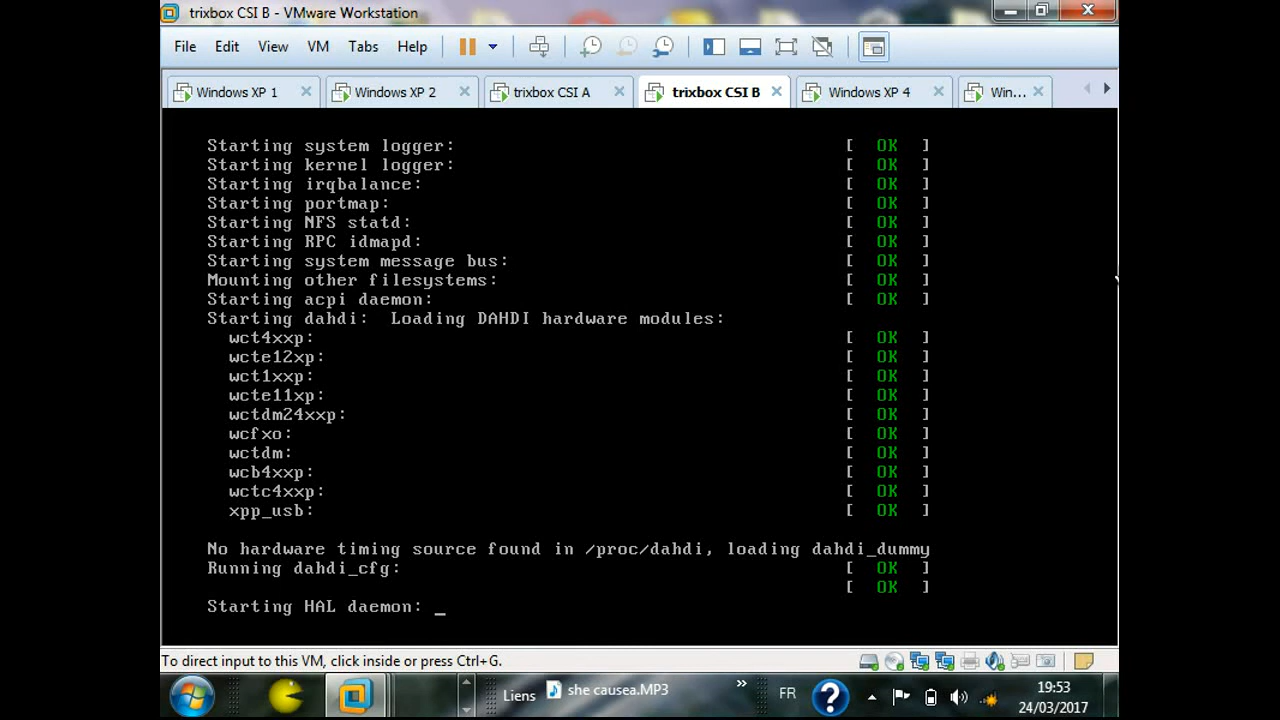 trixbox CSI B - VMware Workstation
File Edit View VM Tabs Help
Windows XP 1 Windows XP 2 trixbox CSI A trixbox CSI B Windows XP 4 Win...
Starting system logger: [ OK ]
Starting kernel logger: [ OK ]
Starting irqbalance: [ OK ]
Starting portmap: [ OK ]
Starting NFS statd: [ OK ]
Starting RPC idmapd: [ OK ]
Starting system message bus: [ OK ]
Mounting other filesystems: [ OK ]
Starting acpi daemon: [ OK ]
Starting dahdi: Loading DAHDI hardware modules:
wct4xxp: [ OK ]
wcte12xp: [ OK ]
wct1xxp: [ OK ]
wcte11xp: [ OK ]
wctdm24xxp: [ OK ]
wcfxo: [ OK ]
wctdm: [ OK ]
wcb4xxp: [ OK ]
wctc4xxp: [ OK ]
xpp_usb: [ OK ]
No hardware timing source found in /proc/dahdi, loading dahdi_dummy
Running dahdi_cfg: [ OK ]
[ OK ]
Starting HAL daemon: _
To direct input to this VM, click inside or press Ctrl+G.
Liens she causea.MP3 » FR ? 19:53
24/03/2017